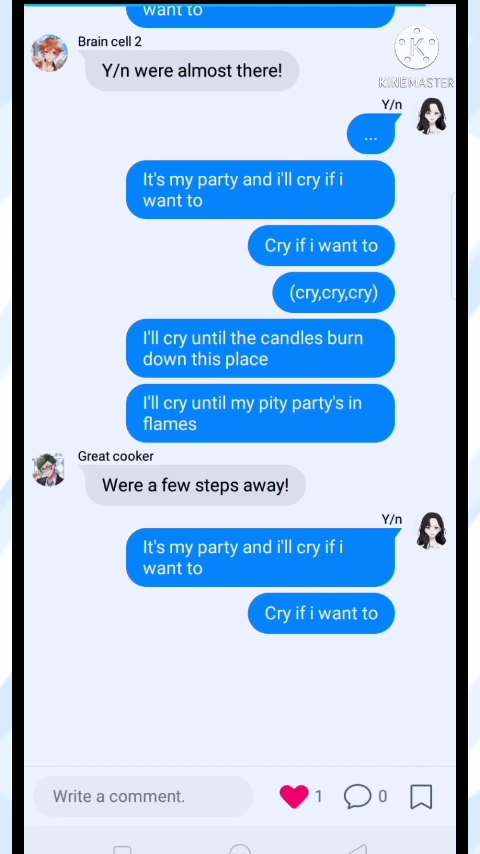 want to
Brain cell 2
Y/n were almost there!
KINEMASTER
Y/n
...
It's my party and i'll cry if i
want to
Cry if i want to
(cry,cry,cry)
I'll cry until the candles burn
down this place
I'll cry until my pity party's in
flames
Great cooker
Were a few steps away!
Y/n
It's my party and i'll cry if i
want to
Cry if i want to
Write a comment.
1
0